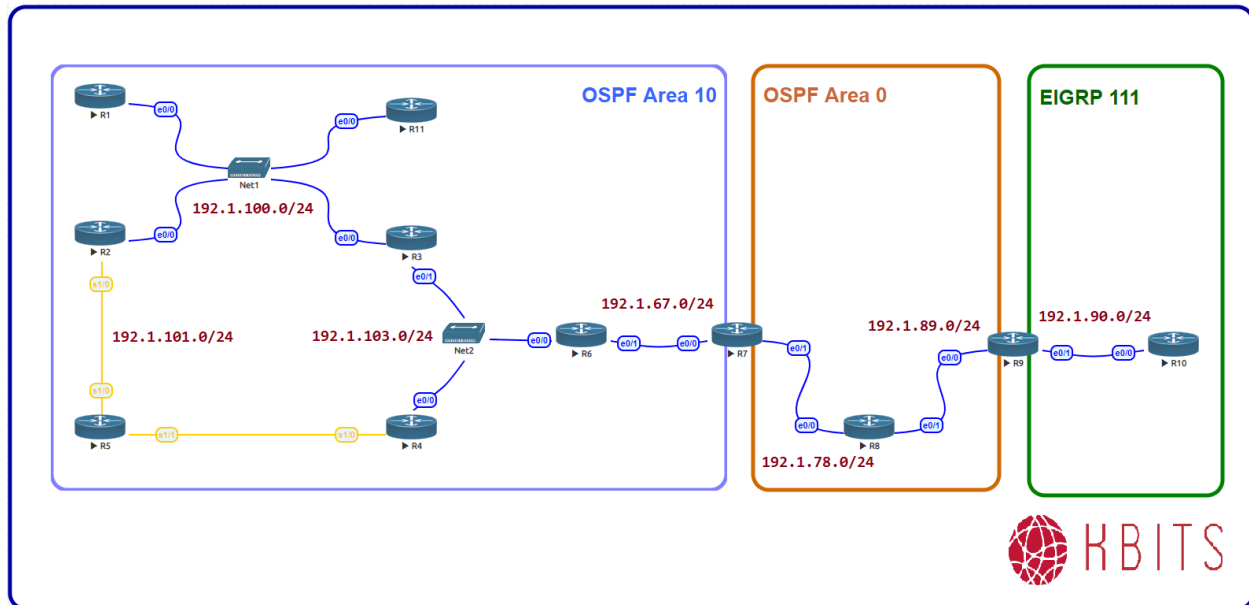 OSPF Area 10
OSPF Area 0
EIGRP 111
R1
e0/0
e0/0
R11
Net1
192.1.100.0/24
R2
e0/0
e0/0
R3
s1/0
e0/1
192.1.101.0/24
192.1.103.0/24
Net2
e0/0
R6
192.1.67.0/24
e0/1
e0/0
R7
e0/1
192.1.89.0/24
e0/0
R9
192.1.90.0/24
e0/1
e0/0
R10
s1/0
R5
s1/1
s1/0
e0/0
R4
e0/0
R8
e0/1
192.1.78.0/24
KBITS